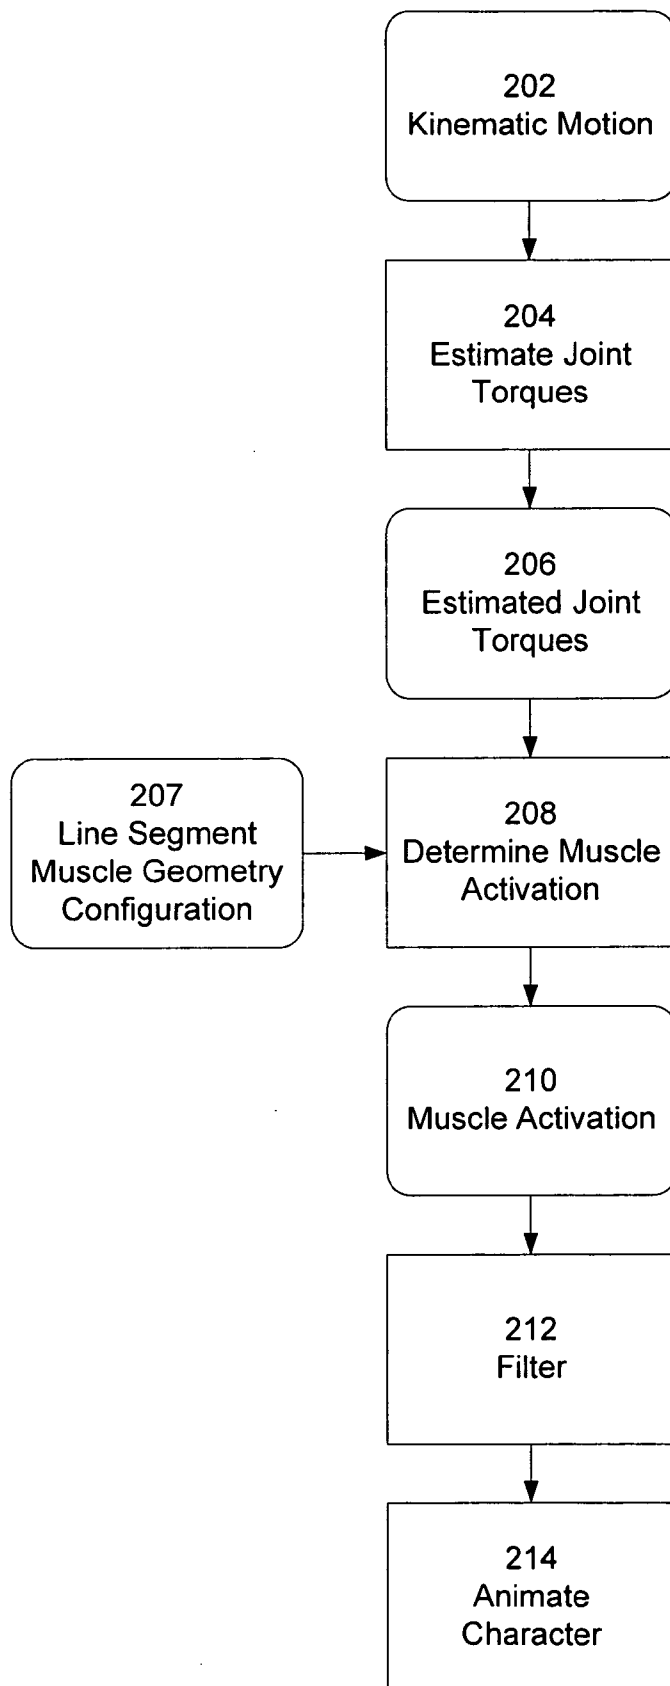 202
Kinematic Motion
204
Estimate Joint
Torques
206
Estimated Joint
Torques
207
Line Segment
Muscle Geometry
Configuration
208
Determine Muscle
Activation
210
Muscle Activation
212
Filter
214
Animate
Character